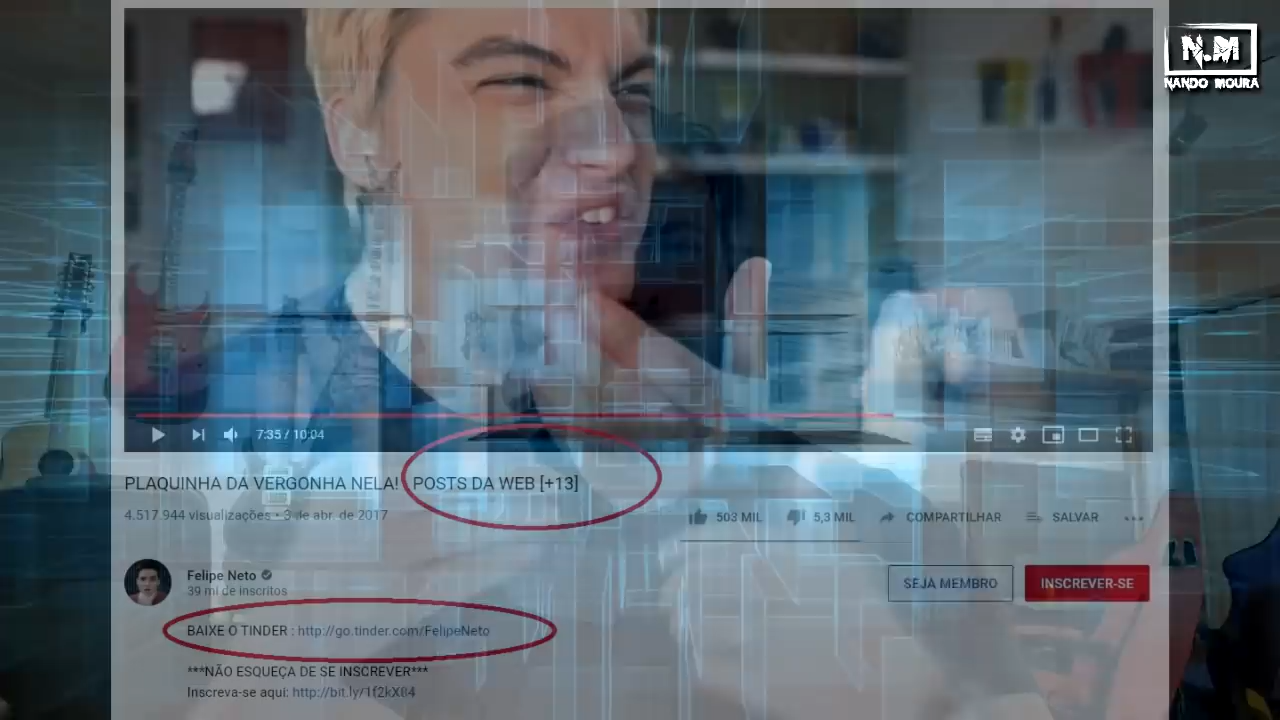 N.M
NANDO MOURA
7:35 / 10:04
PLAQUINHA DA VERGONHA NELA! POSTS DA WEB [+13]
4.517.944 visualizações • 3 de abr. de 2017
503 MIL 5,3 MIL COMPARTILHAR SALVAR
Felipe Neto
39 mi de inscritos
SEJA MEMBRO INSCREVER-SE
BAIXE O TINDER : http://go.tinder.com/FelipeNeto
***NÃO ESQUEÇA DE SE INSCREVER***
Inscreva-se aqui: http://bit.ly/1f2kX84